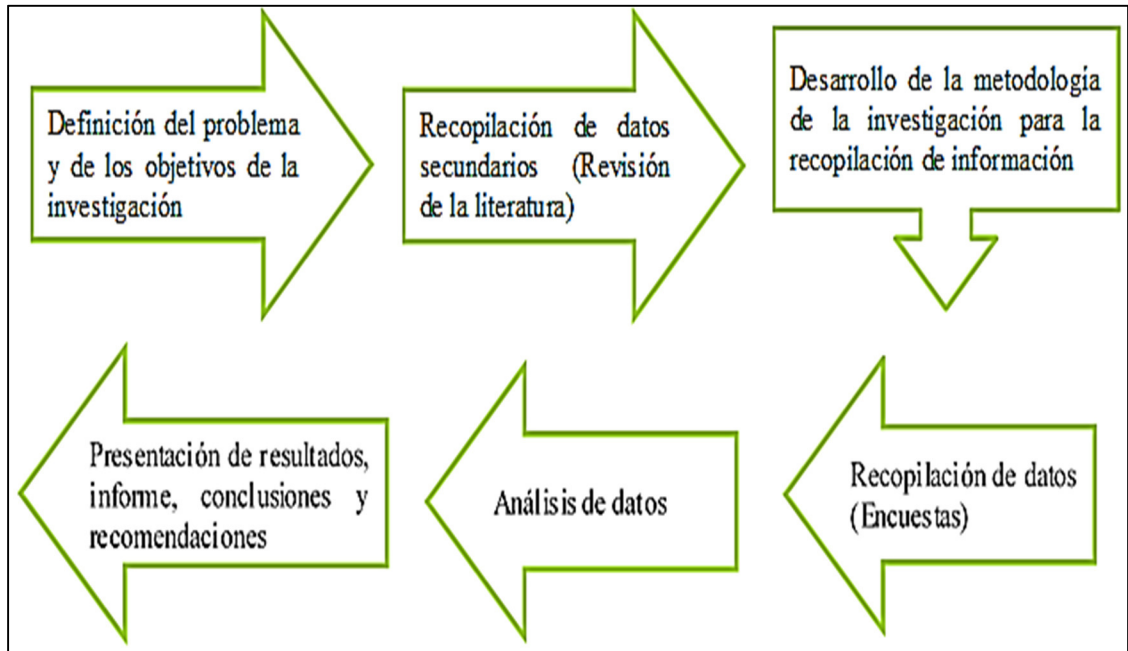 Definición del problema
y de los objetivos de la
investigación
Recopilación de datos
secundarios (Revisión
de la literatura)
Desarrollo de la metodología
de la investigación para la
recopilación de información
Recopilación de datos
(Encuestas)
Análisis de datos
Presentación de resultados,
informe, conclusiones y
recomendaciones